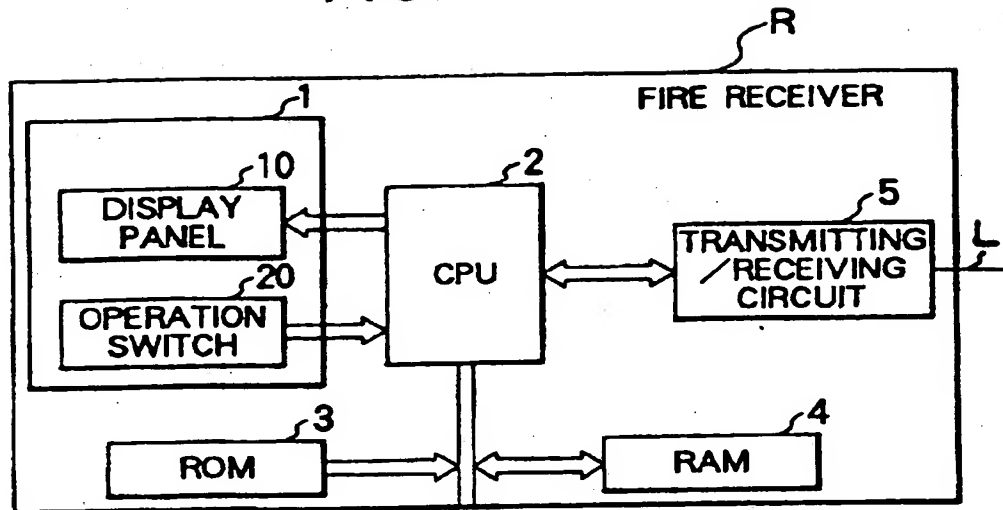 R
FIRE RECEIVER
1
10
DISPLAY
PANEL
2
CPU
5
TRANSMITTING
/RECEIVING
CIRCUIT
L
20
OPERATION
SWITCH
3
ROM
4
RAM